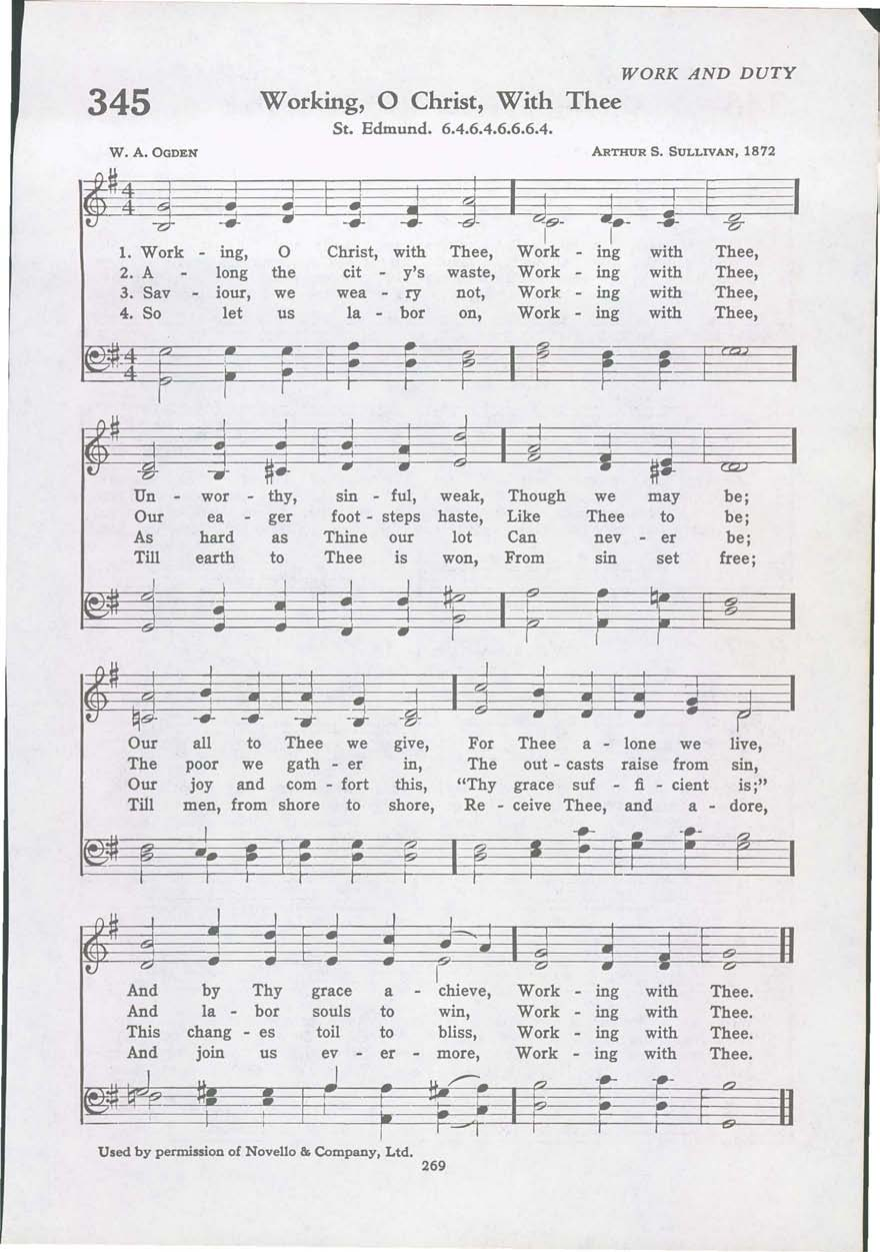 WORK AND DUTY
345 Working, O Christ, With Thee
St. Edmund. 6.4.6.4.6.6.6.4.
W. A. OGDEN ARTHUR S. SULLIVAN, 1872
1. Work - ing, O Christ, with Thee, Work - ing with Thee,
2. A - long the cit - y's waste, Work - ing with Thee,
3. Sav - iour, we wea - ry not, Work - ing with Thee,
4. So let us la - bor on, Work - ing with Thee,
Un - wor - thy, sin - ful, weak, Though we may be;
Our ea - ger foot - steps haste, Like Thee to be;
As hard as Thine our lot Can nev - er be;
Till earth to Thee is won, From sin set free;
Our all to Thee we give, For Thee a - lone we live,
The poor we gath - er in, The out - casts raise from sin,
Our joy and com - fort this, “Thy grace suf - fi - cient is;”
Till men, from shore to shore, Re - ceive Thee, and a - dore,
And by Thy grace a - chieve, Work - ing with Thee.
And la - bor souls to win, Work - ing with Thee.
This chang - es toil to bliss, Work - ing with Thee.
And join us ev - er - more, Work - ing with Thee.
Used by permission of Novello & Company, Ltd.
269